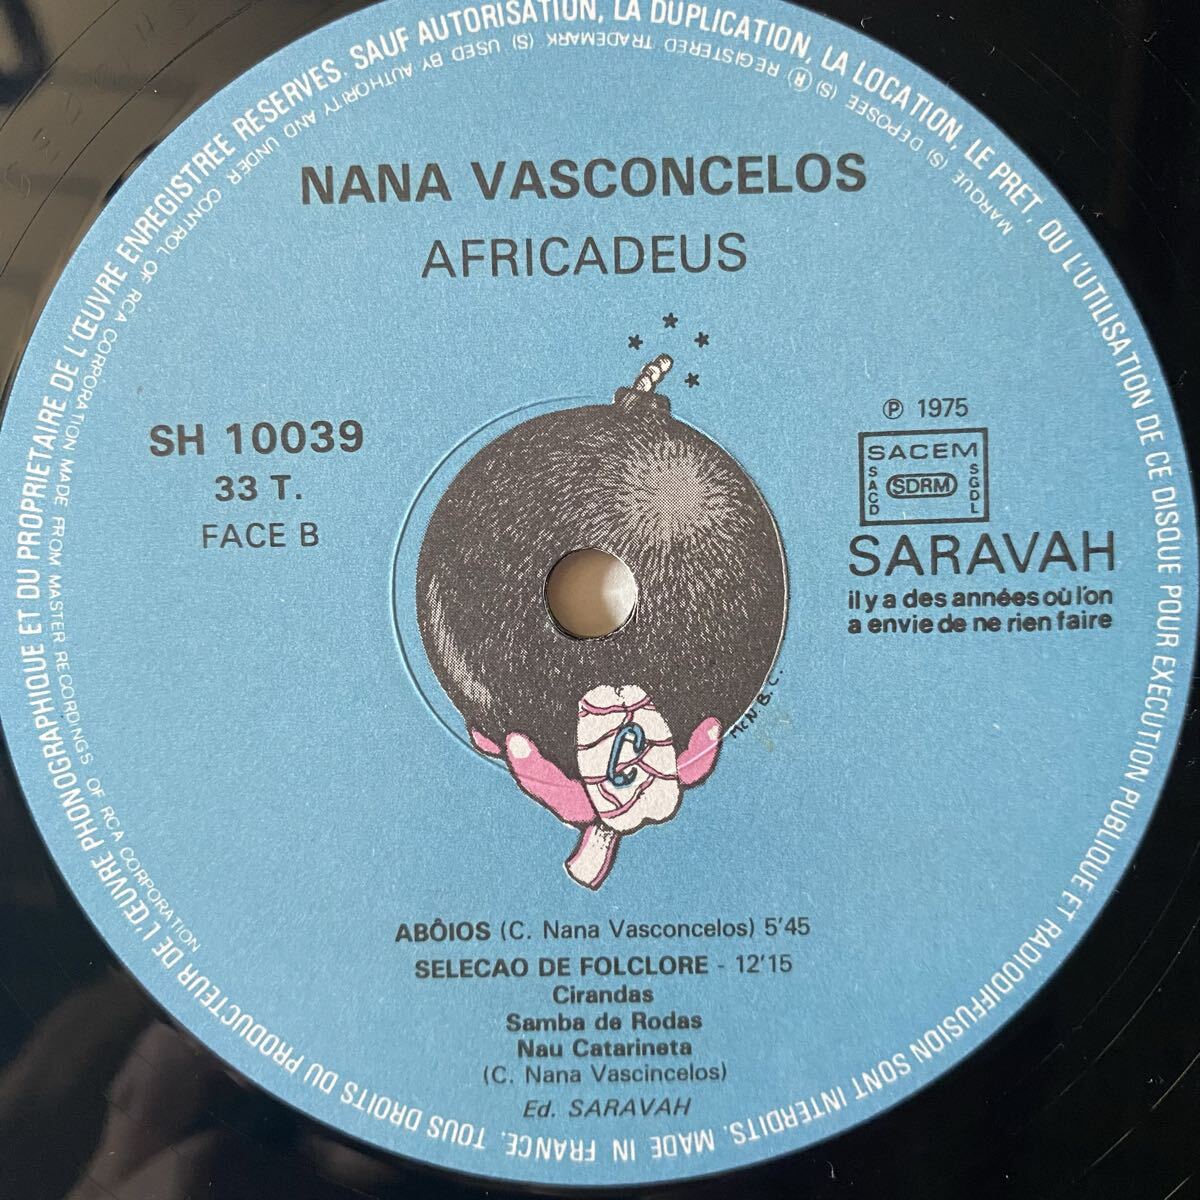 TOUS DROITS DU PRODUCTEUR DE L'ŒUVRE PHONOGRAPHIQUE ET DU PROPRIETAIRE DE L'ŒUVRE ENREGISTREE RESERVES. SAUF AUTORISATION, LA DUPLICATION, LA LOCATION, LE PRET, OU L'UTILISATION DE CE DISQUE POUR EXECUTION PUBLIQUE ET RADIODIFFUSION SONT INTERDITS. MADE IN FRANCE.
MARQUE (S) DEPOSEE (S) ® REGISTERED TRADEMARK (S) USED BY AUTHORITY AND UNDER CONTROL OF RCA CORPORATION MADE FROM MASTER RECORDINGS OF RCA CORPORATION
NANA VASCONCELOS
AFRICADEUS
SH 10039
33 T.
FACE B
℗ 1975
SACEM
SACD
SDRM
SGDL
SARAVAH
il y a des années où l'on
a envie de ne rien faire
McN.B.C.
C
ABÔIOS (C. Nana Vasconcelos) 5'45
SELECAO DE FOLCLORE - 12'15
Cirandas
Samba de Rodas
Nau Catarineta
(C. Nana Vascincelos)
Ed. SARAVAH